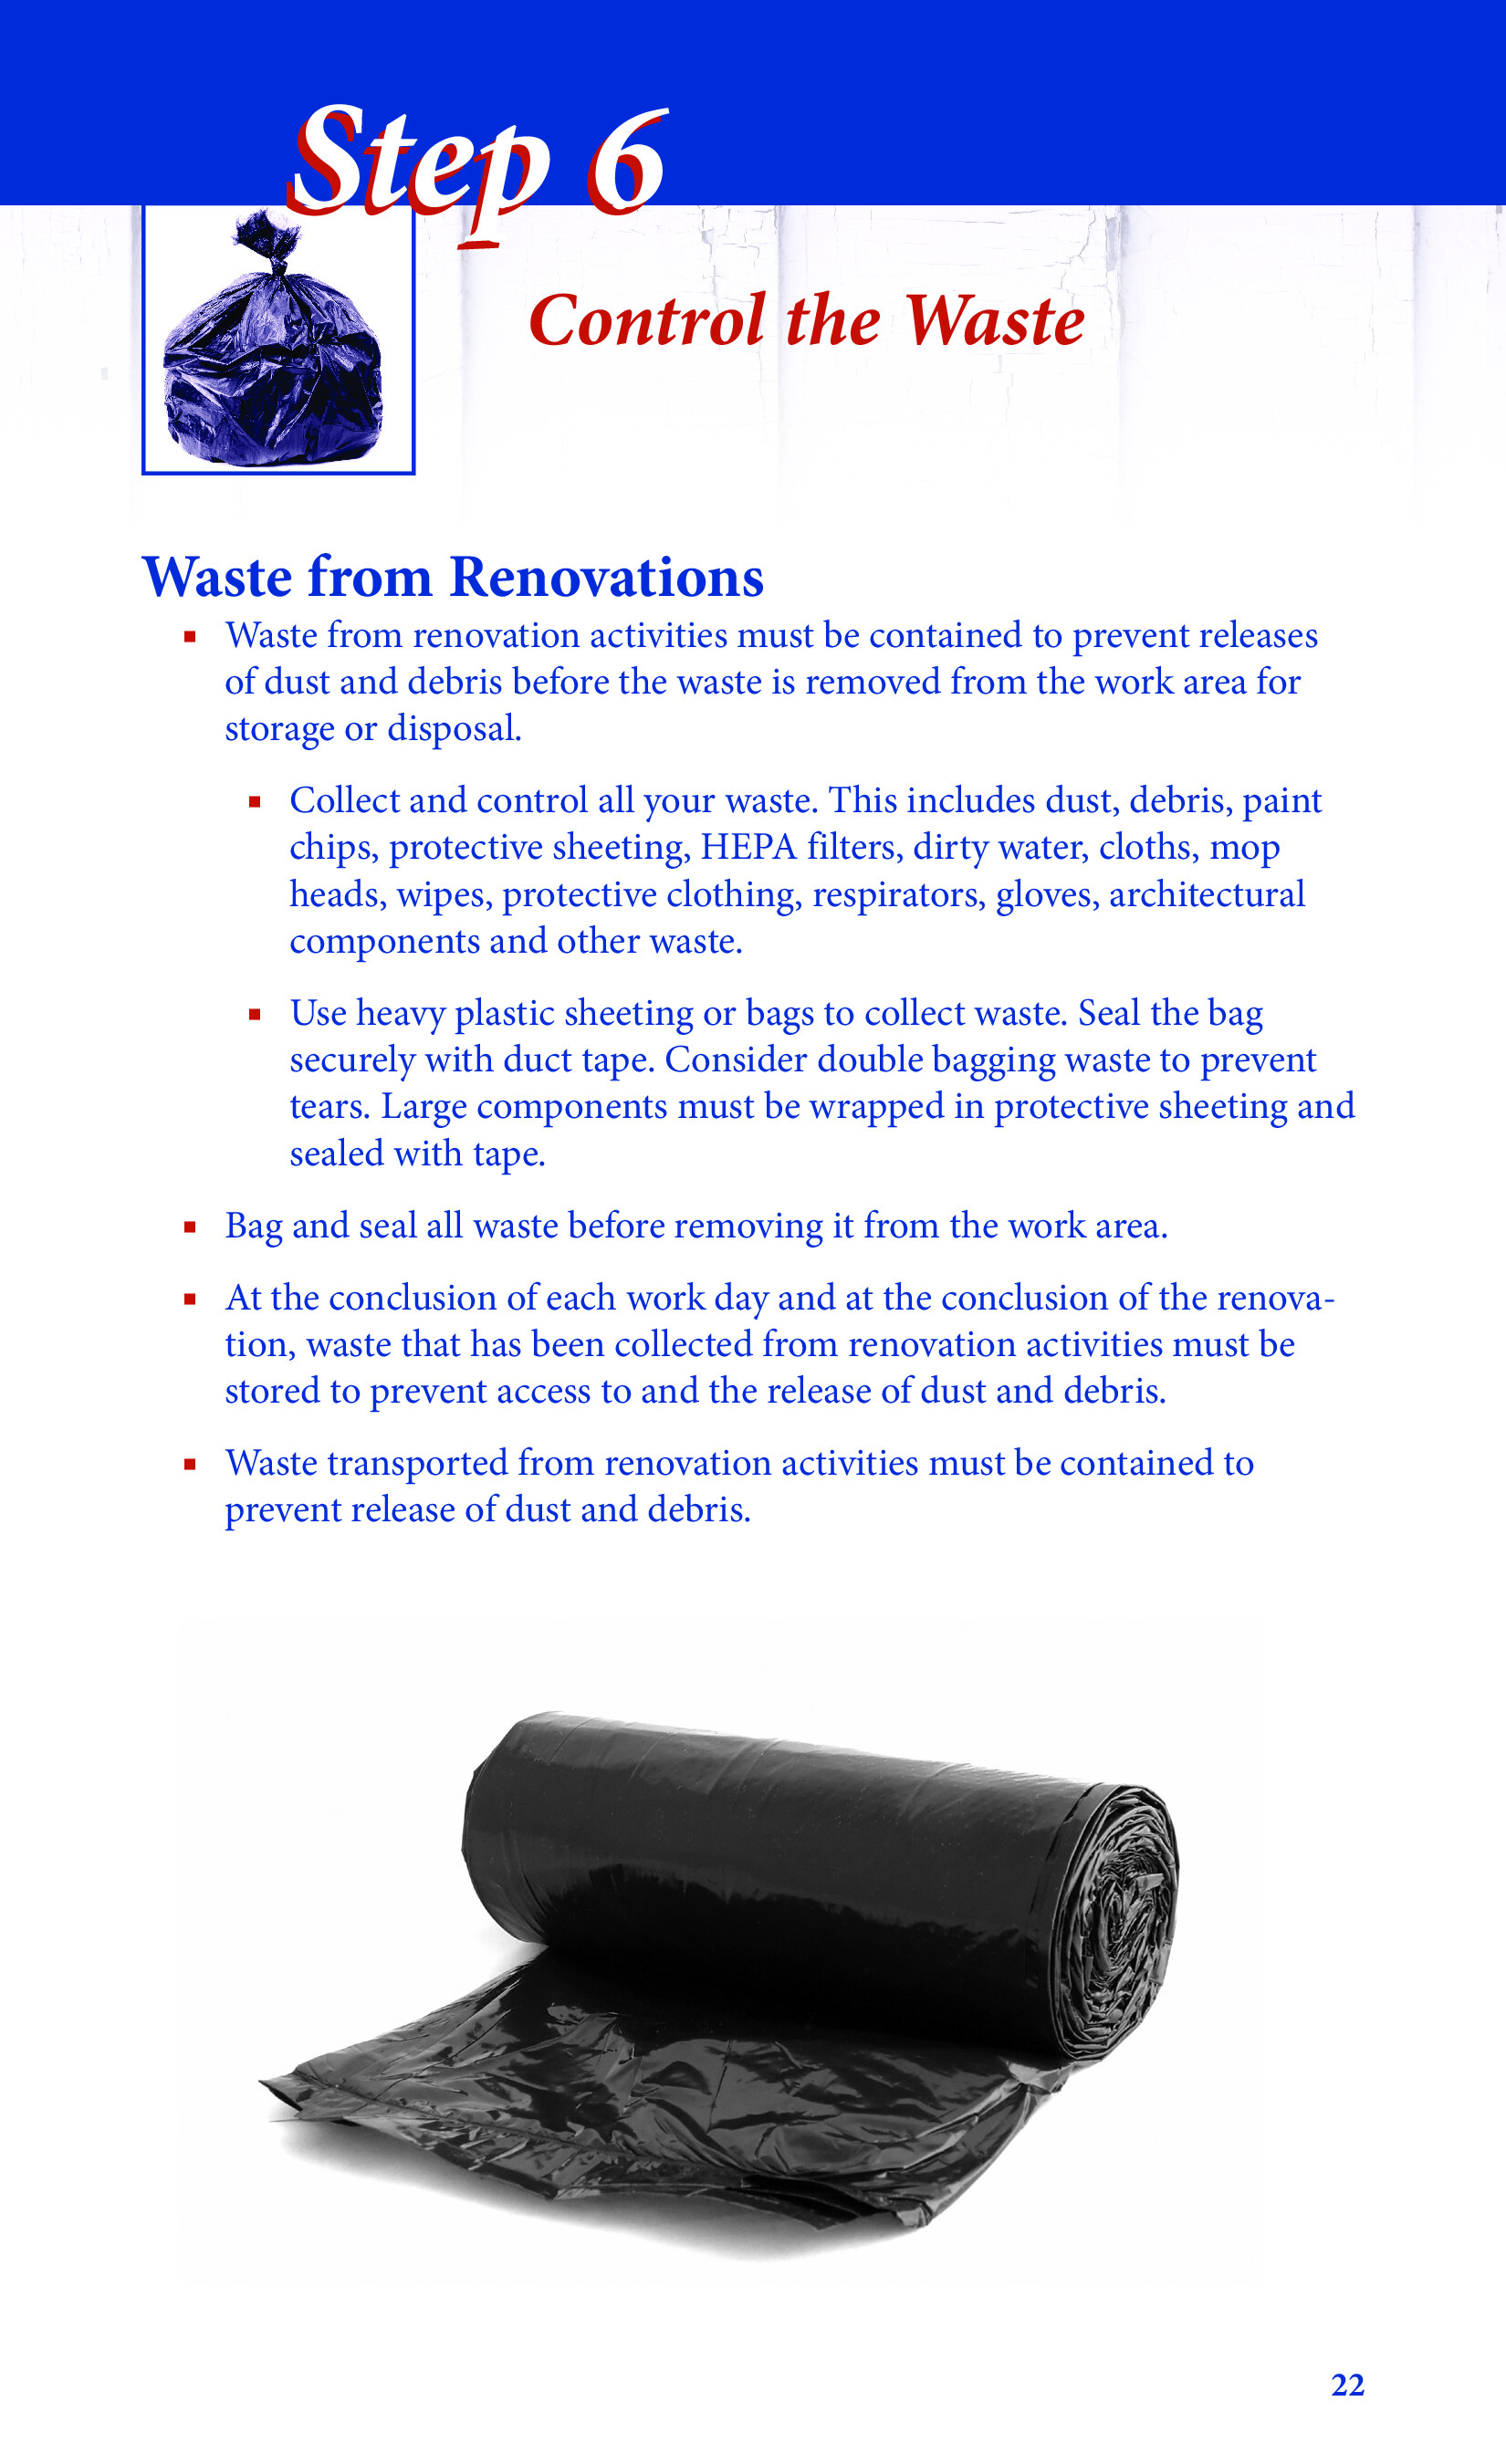 Step 6
Control the Waste
Waste from Renovations
▪ Waste from renovation activities must be contained to prevent releases
of dust and debris before the waste is removed from the work area for
storage or disposal.
▪ Collect and control all your waste. This includes dust, debris, paint
chips, protective sheeting, HEPA filters, dirty water, cloths, mop
heads, wipes, protective clothing, respirators, gloves, architectural
components and other waste.
▪ Use heavy plastic sheeting or bags to collect waste. Seal the bag
securely with duct tape. Consider double bagging waste to prevent
tears. Large components must be wrapped in protective sheeting and
sealed with tape.
▪ Bag and seal all waste before removing it from the work area.
▪ At the conclusion of each work day and at the conclusion of the renova-
tion, waste that has been collected from renovation activities must be
stored to prevent access to and the release of dust and debris.
▪ Waste transported from renovation activities must be contained to
prevent release of dust and debris.
22